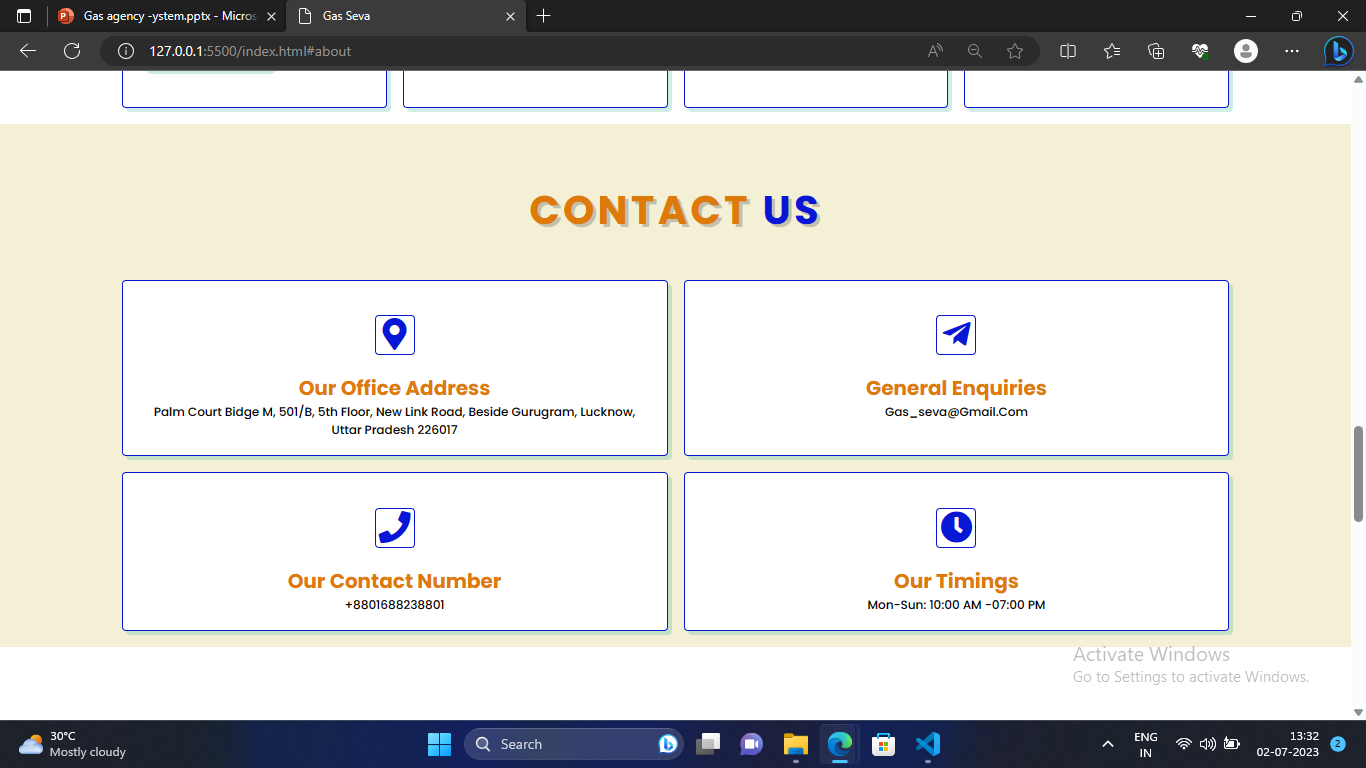 Gas agency -ystem.pptx - Micros
Gas Seva
127.0.0.1:5500/index.html#about
CONTACT US
Our Office Address
Palm Court Bidge M, 501/B, 5th Floor, New Link Road, Beside Gurugram, Lucknow,
Uttar Pradesh 226017
General Enquiries
Gas_seva@Gmail.Com
Our Contact Number
+8801688238801
Our Timings
Mon-Sun: 10:00 AM -07:00 PM
Activate Windows
Go to Settings to activate Windows.
30°C
Mostly cloudy
Search
ENG
IN
13:32
02-07-2023
2